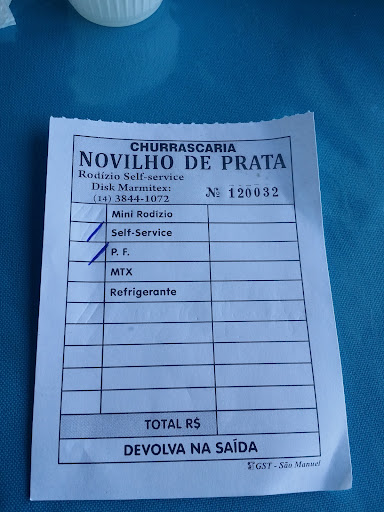 CHURRASCARIA
NOVILHO DE PRATA
Rodízio Self-service
Disk Marmitex:
(14) 3844-1072
Nº 120032
Mini Rodízio
Self-Service
P. F.
MTX
Refrigerante
TOTAL R$
DEVOLVA NA SAÍDA
GST - São Manuel